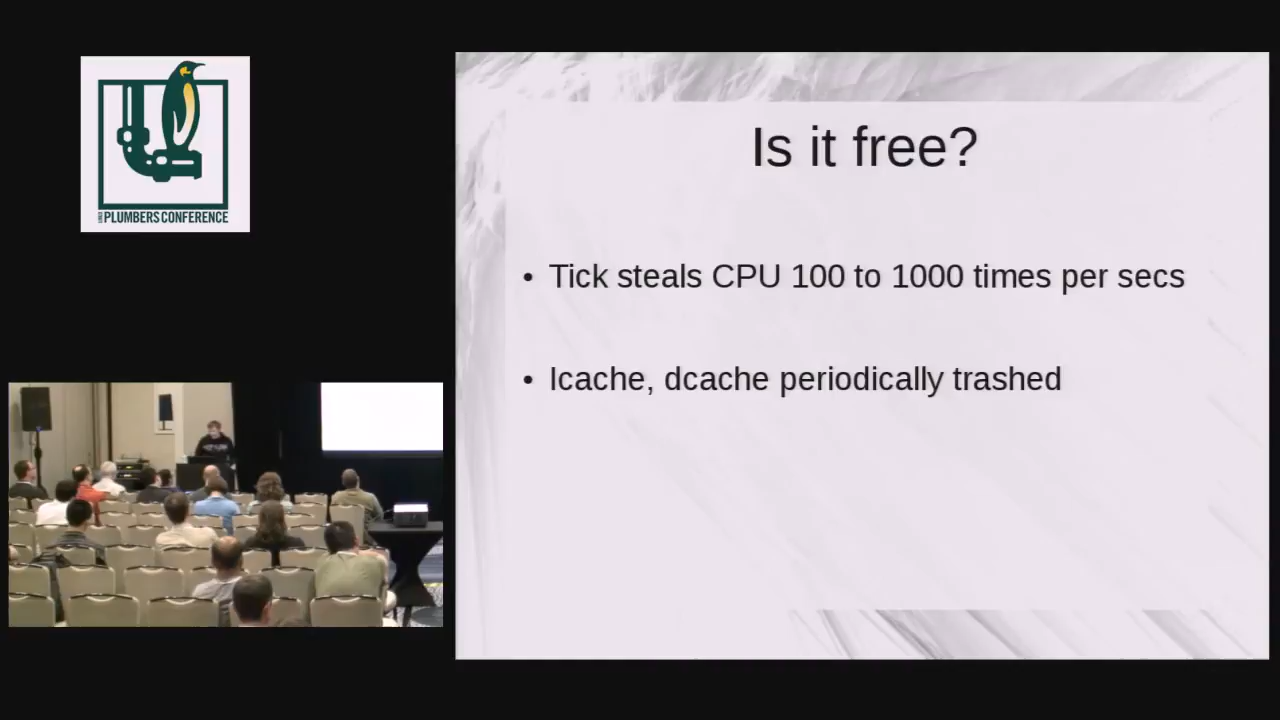 PLUMBERS CONFERENCE
Is it free?
• Tick steals CPU 100 to 1000 times per secs
• Icache, dcache periodically trashed